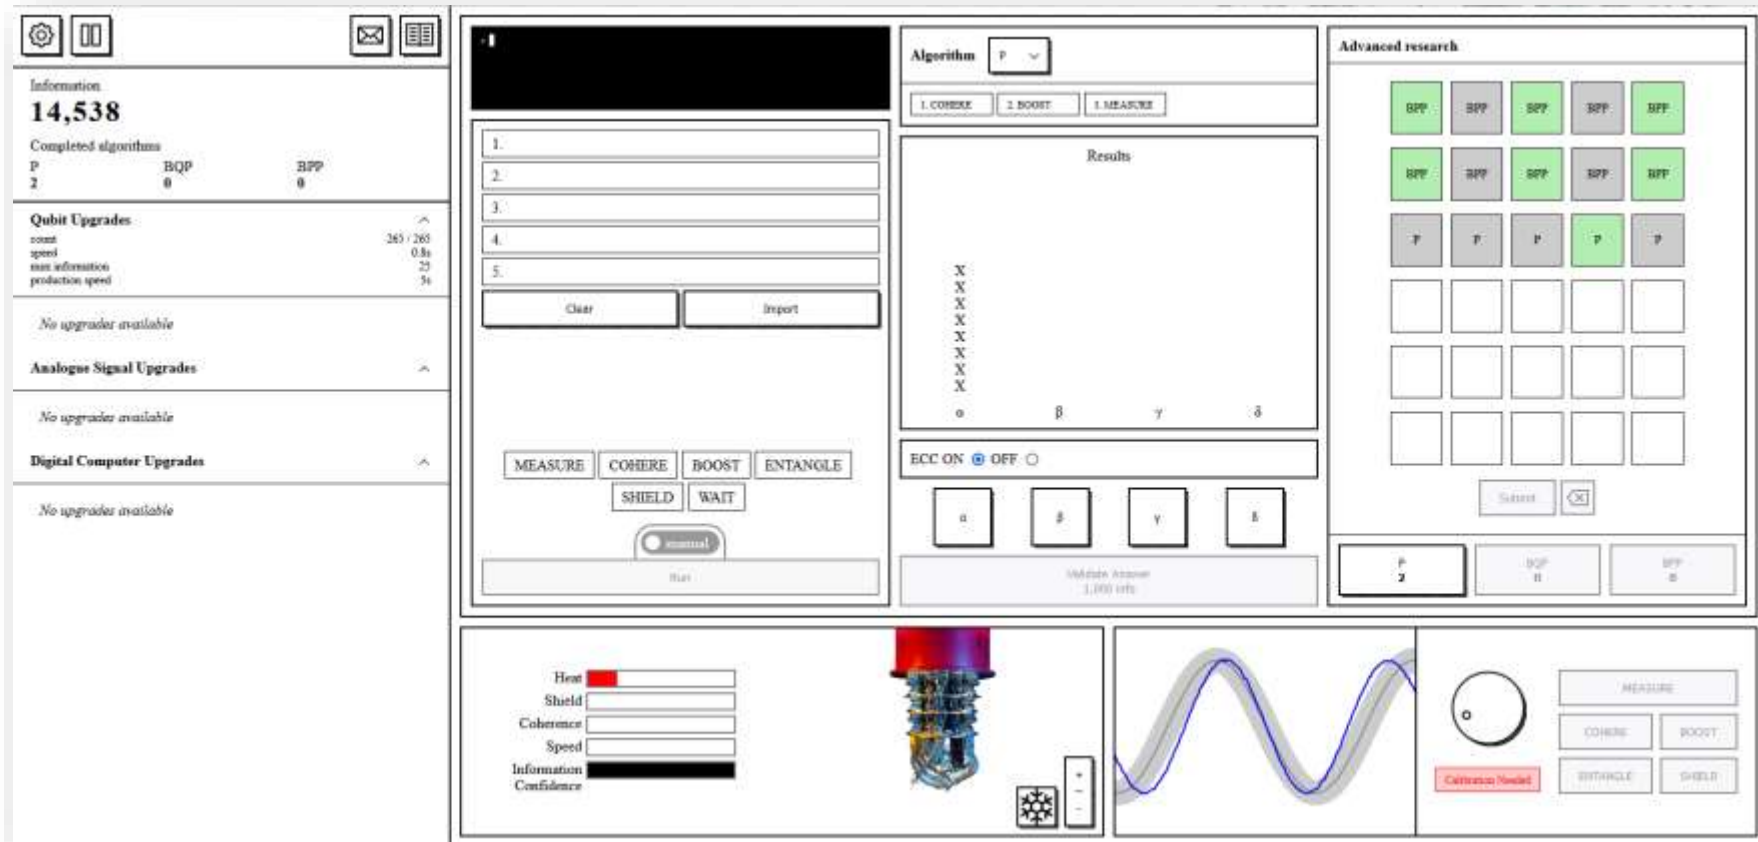 Information
14,538
Completed algorithms
P BQP BPP
2 0 0
Qubit Upgrades
count 265 / 265
speed 0.8s
max information 25
production speed 5s
No upgrades available
Analogue Signal Upgrades
No upgrades available
Digital Computer Upgrades
No upgrades available
1.
2.
3.
4.
5.
Clear Import
MEASURE COHERE BOOST ENTANGLE
SHIELD WAIT
manual
Run
Algorithm P
1. COHERE 2. BOOST 3. MEASURE
Results
X
X
X
X
X
X
X
X
α β γ δ
ECC ON OFF
α β γ δ
Validate Answer
1,000 info
Advanced research
BPP BPP BPP BPP BPP
BPP BPP BPP BPP BPP
P P P P P
Submit
P BQP BPP
2 0 0
Heat
Shield
Coherence
Speed
Information
Confidence
MEASURE
COHERE BOOST
Calibration Needed
ENTANGLE SHIELD